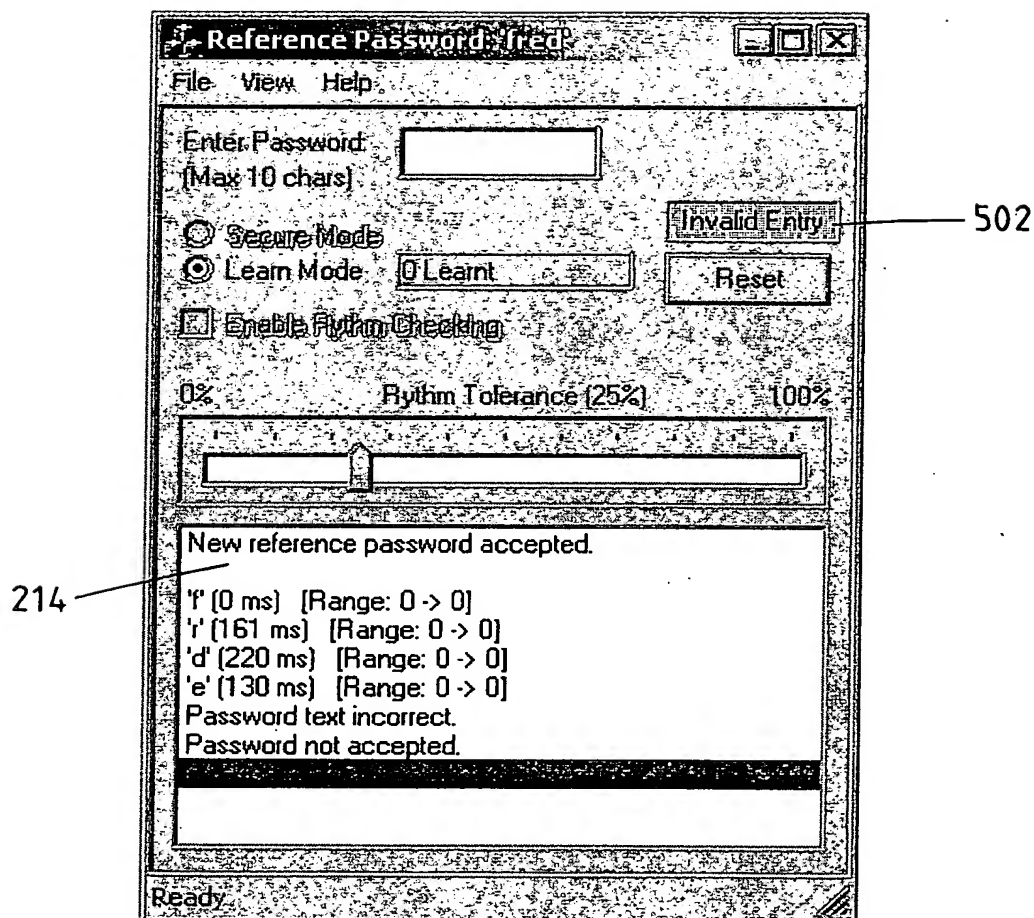 Reference Password: 'fred'
File View Help
Enter Password:
(Max 10 chars)
Invalid Entry
502
Secure Mode
Learn Mode 0 Learnt
Reset
Enable Rythm Checking
0% Rythm Tolerance (25%) 100%
New reference password accepted.
214
'f' (0 ms) [Range: 0 -> 0]
'r' (161 ms) [Range: 0 -> 0]
'd' (220 ms) [Range: 0 -> 0]
'e' (130 ms) [Range: 0 -> 0]
Password text incorrect.
Password not accepted.
Ready